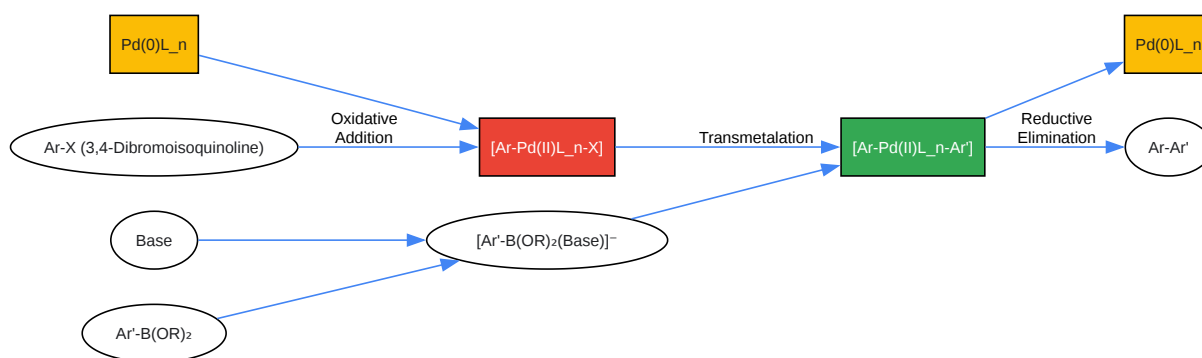 Pd(0)L_n
Pd(0)L_n
Oxidative
Addition
Reductive
Elimination
Ar-X (3,4-Dibromoisoquinoline)
[Ar-Pd(II)L_n-X]
Transmetalation
[Ar-Pd(II)L_n-Ar']
Ar-Ar'
Base
[Ar'-B(OR)₂(Base)]⁻
Ar'-B(OR)₂